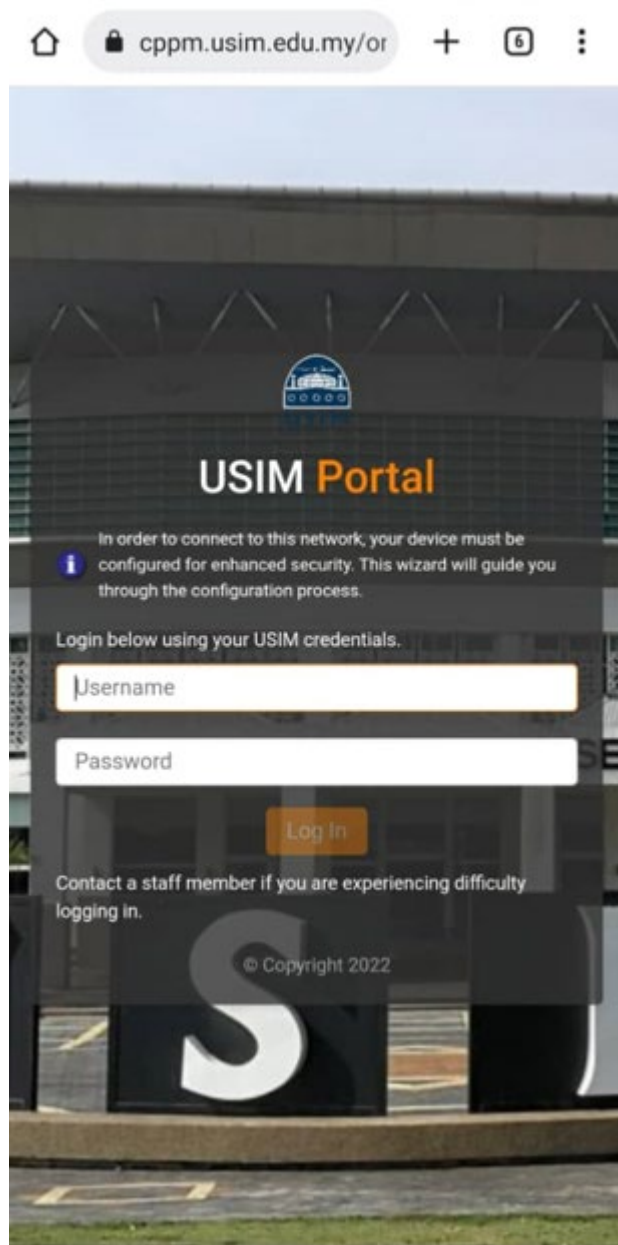 cppm.usim.edu.my/or
6
USIM Portal
In order to connect to this network, your device must be
configured for enhanced security. This wizard will guide you
through the configuration process.
Login below using your USIM credentials.
Username
Password
Log In
Contact a staff member if you are experiencing difficulty
logging in.
© Copyright 2022
S